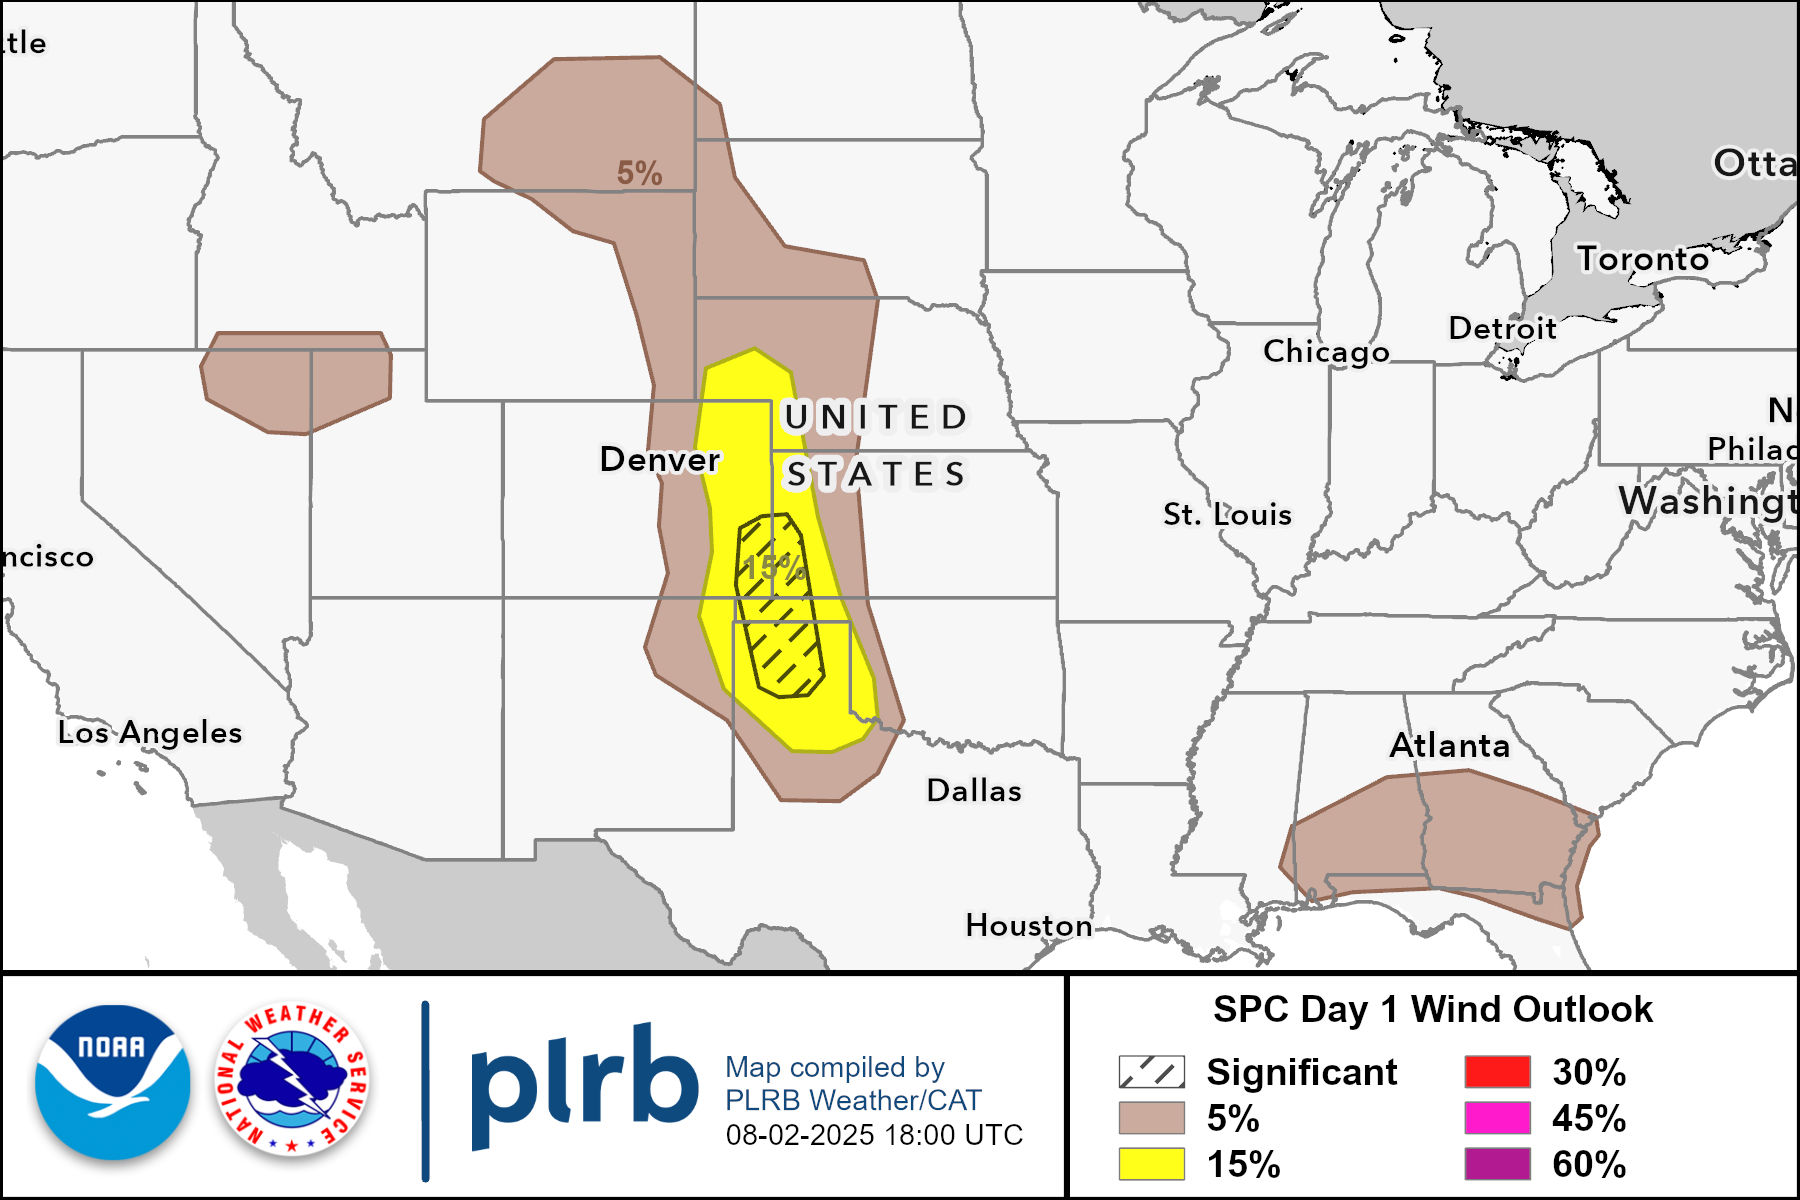 ttle
5%
Otta
Toronto
Detroit
Chicago
UNITED
N
Denver
STATES
Philac
Washingt
St. Louis
ncisco
15%
Los Angeles
Atlanta
Dallas
Houston
NOAA
NATIONAL WEATHER SERVICE
plrb
Map compiled by
PLRB Weather/CAT
08-02-2025 18:00 UTC
SPC Day 1 Wind Outlook
Significant
5%
15%
30%
45%
60%